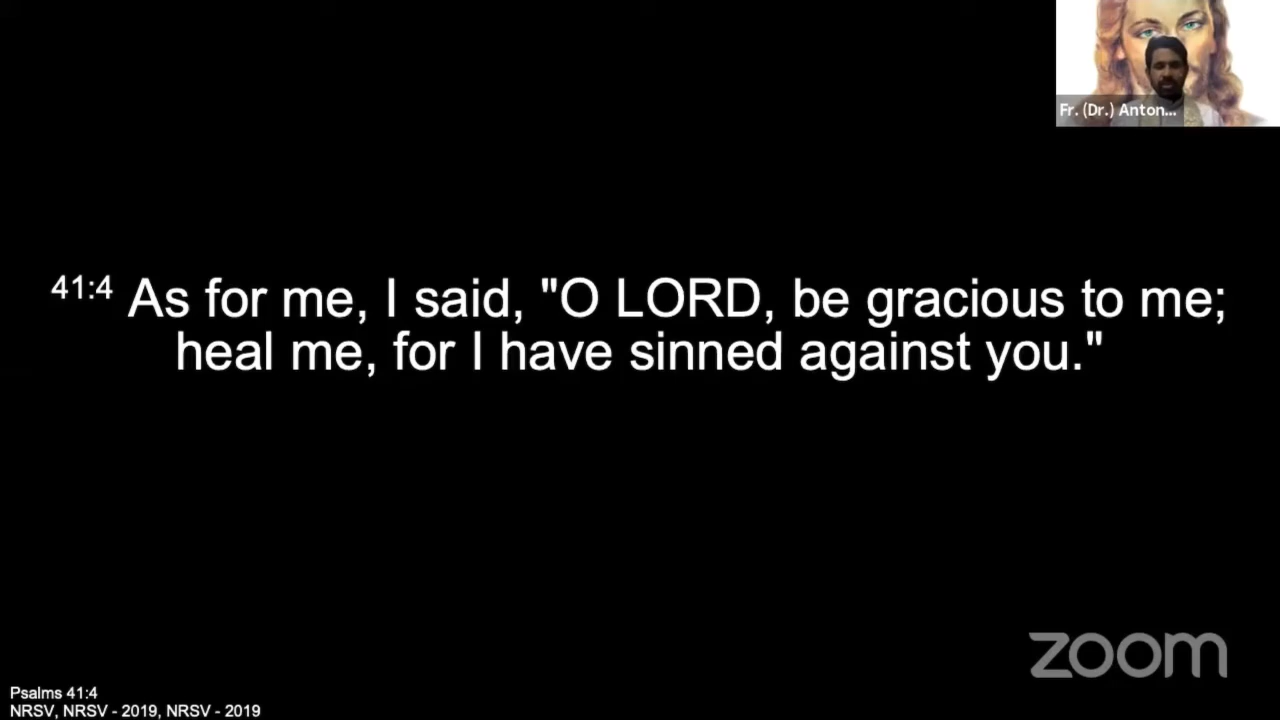 Fr. (Dr.) Anton...
41:4 As for me, I said, "O LORD, be gracious to me;
heal me, for I have sinned against you."
zoom
Psalms 41:4
NRSV, NRSV - 2019, NRSV - 2019